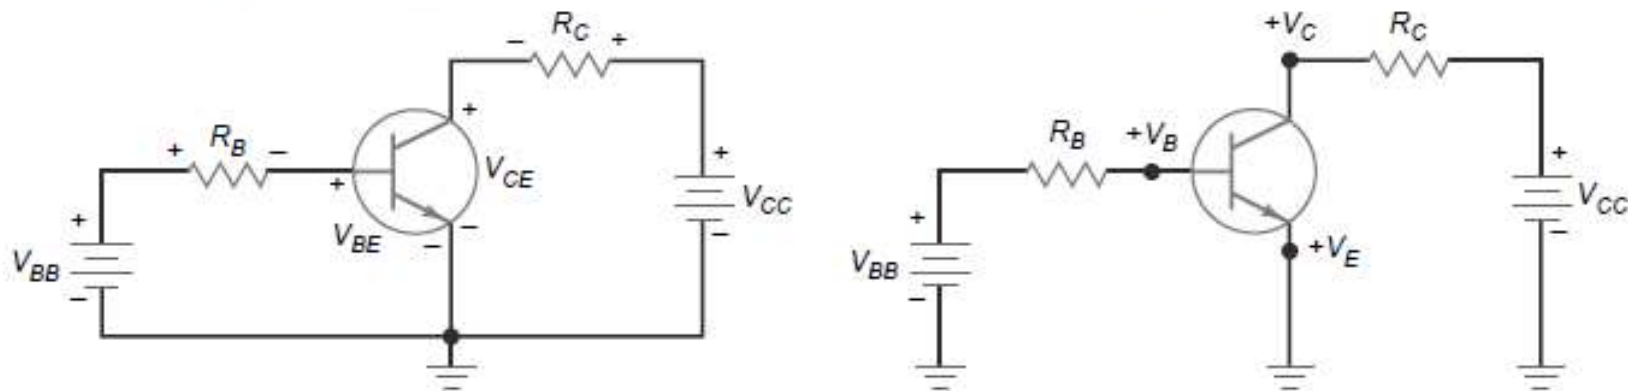 R_C
– +
+V_C
R_C
+
R_B
+ –
+
V_CE
+
V_CC
–
+V_B
R_B
+
V_CC
–
V_BE
– –
+
V_BB
–
+V_E
+
V_BB
–